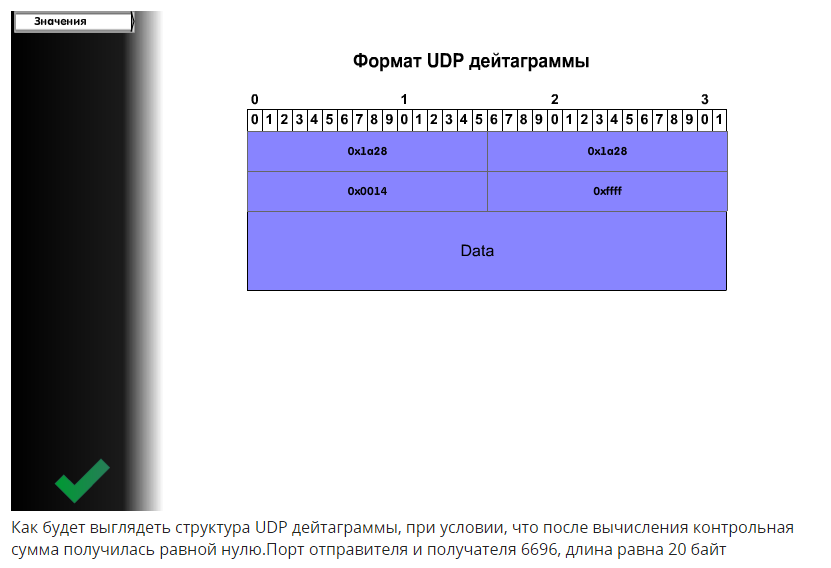 Значения
Формат UDP дейтаграммы
0 1 2 3
0 1 2 3 4 5 6 7 8 9 0 1 2 3 4 5 6 7 8 9 0 1 2 3 4 5 6 7 8 9 0 1
0x1a28 0x1a28
0x0014 0xffff
Data
Как будет выглядеть структура UDP дейтаграммы, при условии, что после вычисления контрольная
сумма получилась равной нулю.Порт отправителя и получателя 6696, длина равна 20 байт